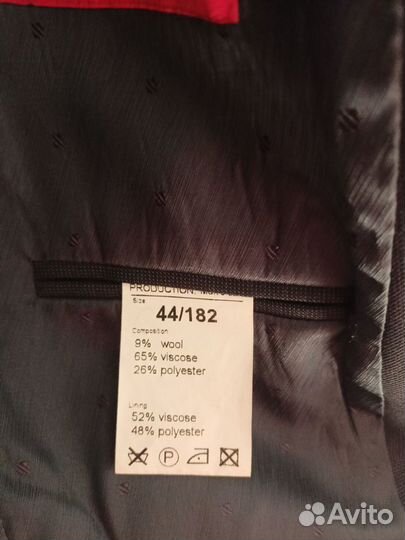 PRODUCTION:
Size
44/182
Composition
9% wool
65% viscose
26% polyester
Lining
52% viscose
48% polyester
P
Avito